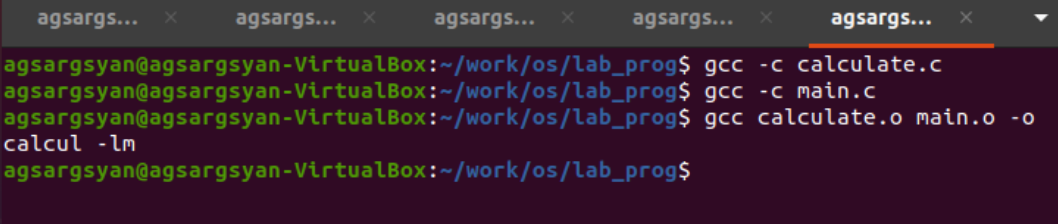 agsargs... × agsargs... × agsargs... × agsargs... × agsargs... ×
agsargsyan@agsargsyan-VirtualBox:~/work/os/lab_prog$ gcc -c calculate.c
agsargsyan@agsargsyan-VirtualBox:~/work/os/lab_prog$ gcc -c main.c
agsargsyan@agsargsyan-VirtualBox:~/work/os/lab_prog$ gcc calculate.o main.o -o
calcul -lm
agsargsyan@agsargsyan-VirtualBox:~/work/os/lab_prog$